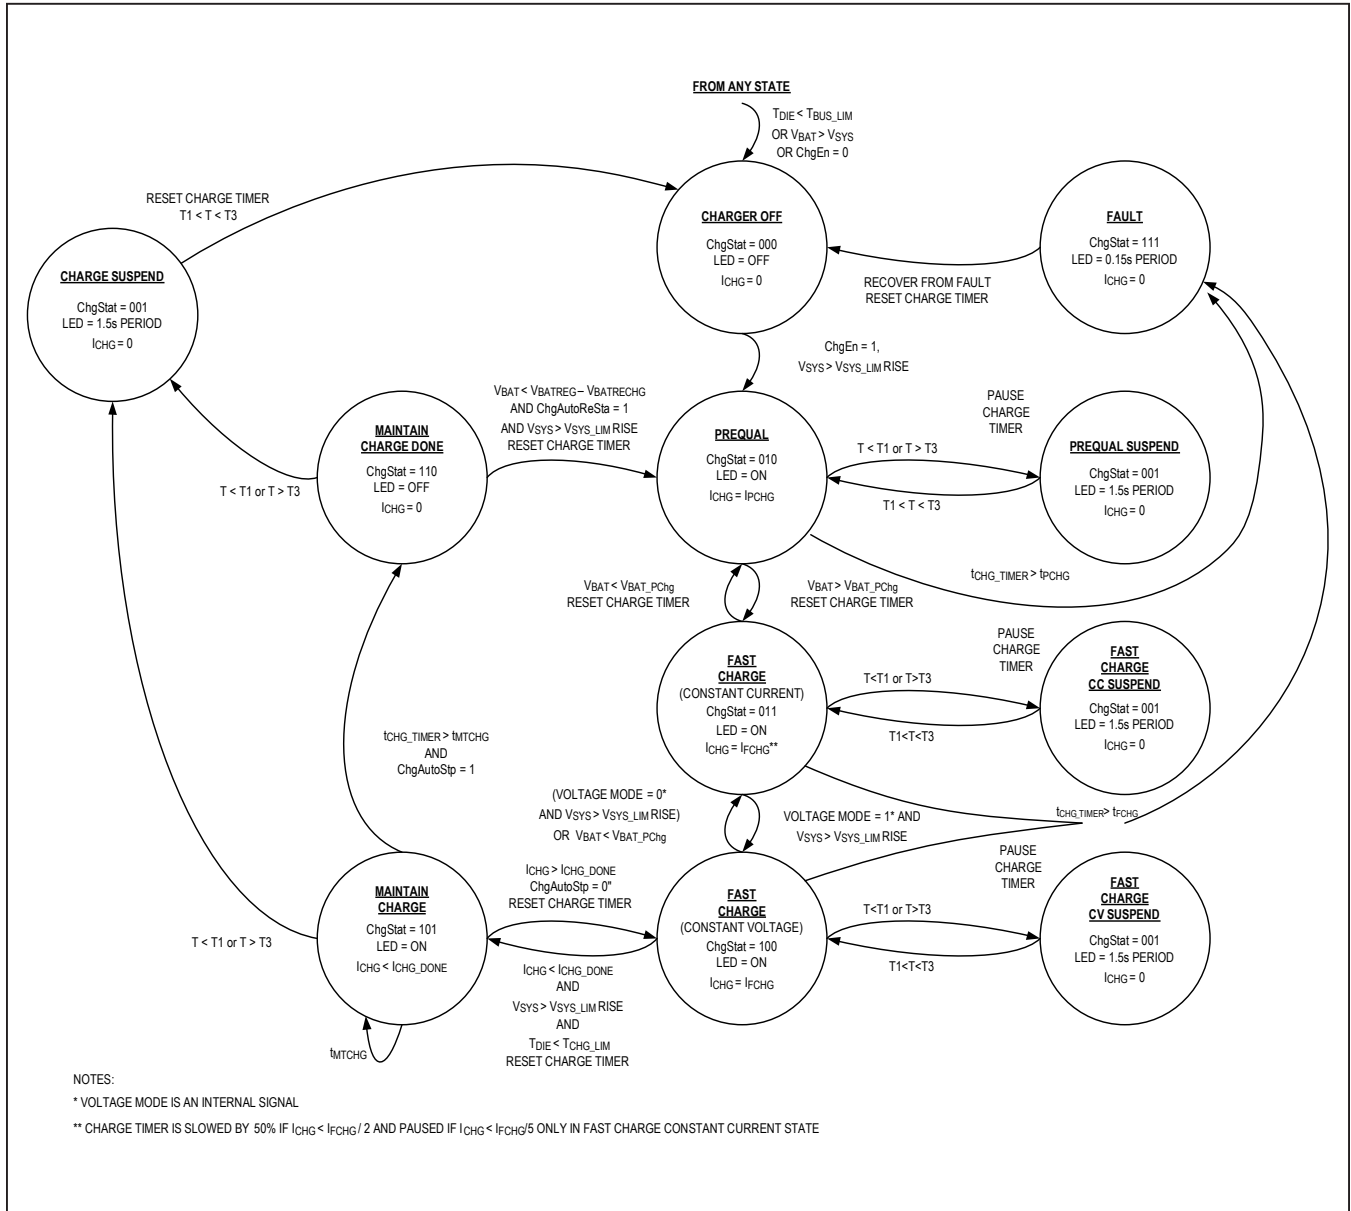 FROM ANY STATE
TDIE < TBUS_LIM
OR VBAT > VSYS
OR ChgEn = 0
RESET CHARGE TIMER
T1 < T < T3
CHARGE SUSPEND
ChgStat = 001
LED = 1.5s PERIOD
ICHG = 0
CHARGER OFF
ChgStat = 000
LED = OFF
ICHG = 0
FAULT
ChgStat = 111
LED = 0.15s PERIOD
ICHG = 0
RECOVER FROM FAULT
RESET CHARGE TIMER
ChgEn = 1,
VSYS > VSYS_LIM RISE
VBAT < VBATREG – VBATRECHG
AND ChgAutoReSta = 1
AND VSYS > VSYS_LIM RISE
RESET CHARGE TIMER
MAINTAIN
CHARGE DONE
ChgStat = 110
LED = OFF
ICHG = 0
T < T1 or T > T3
PREQUAL
ChgStat = 010
LED = ON
ICHG = IPCHG
PAUSE
CHARGE
TIMER
T < T1 or T > T3
T1 < T < T3
PREQUAL SUSPEND
ChgStat = 001
LED = 1.5s PERIOD
ICHG = 0
tCHG_TIMER > tPCHG
VBAT < VBAT_PChg
RESET CHARGE TIMER
VBAT > VBAT_PChg
RESET CHARGE TIMER
FAST
CHARGE
(CONSTANT CURRENT)
ChgStat = 011
LED = ON
ICHG = IFCHG**
PAUSE
CHARGE
TIMER
T<T1 or T>T3
T1<T<T3
FAST
CHARGE
CC SUSPEND
ChgStat = 001
LED = 1.5s PERIOD
ICHG = 0
tCHG_TIMER > tMTCHG
AND
ChgAutoStp = 1
(VOLTAGE MODE = 0*
AND VSYS > VSYS_LIM RISE)
OR VBAT < VBAT_PChg
VOLTAGE MODE = 1* AND
VSYS > VSYS_LIM RISE
tCHG_TIMER > tFCHG
MAINTAIN
CHARGE
ChgStat = 101
LED = ON
ICHG < ICHG_DONE
T < T1 or T > T3
tMTCHG
ICHG > ICHG_DONE
ChgAutoStp = 0"
RESET CHARGE TIMER
ICHG < ICHG_DONE
AND
VSYS > VSYS_LIM RISE
AND
TDIE < TCHG_LIM
RESET CHARGE TIMER
FAST
CHARGE
(CONSTANT VOLTAGE)
ChgStat = 100
LED = ON
ICHG = IFCHG
PAUSE
CHARGE
TIMER
T<T1 or T>T3
T1<T<T3
FAST
CHARGE
CV SUSPEND
ChgStat = 001
LED = 1.5s PERIOD
ICHG = 0
NOTES:
* VOLTAGE MODE IS AN INTERNAL SIGNAL
** CHARGE TIMER IS SLOWED BY 50% IF ICHG < IFCHG / 2 AND PAUSED IF ICHG < IFCHG/5 ONLY IN FAST CHARGE CONSTANT CURRENT STATE